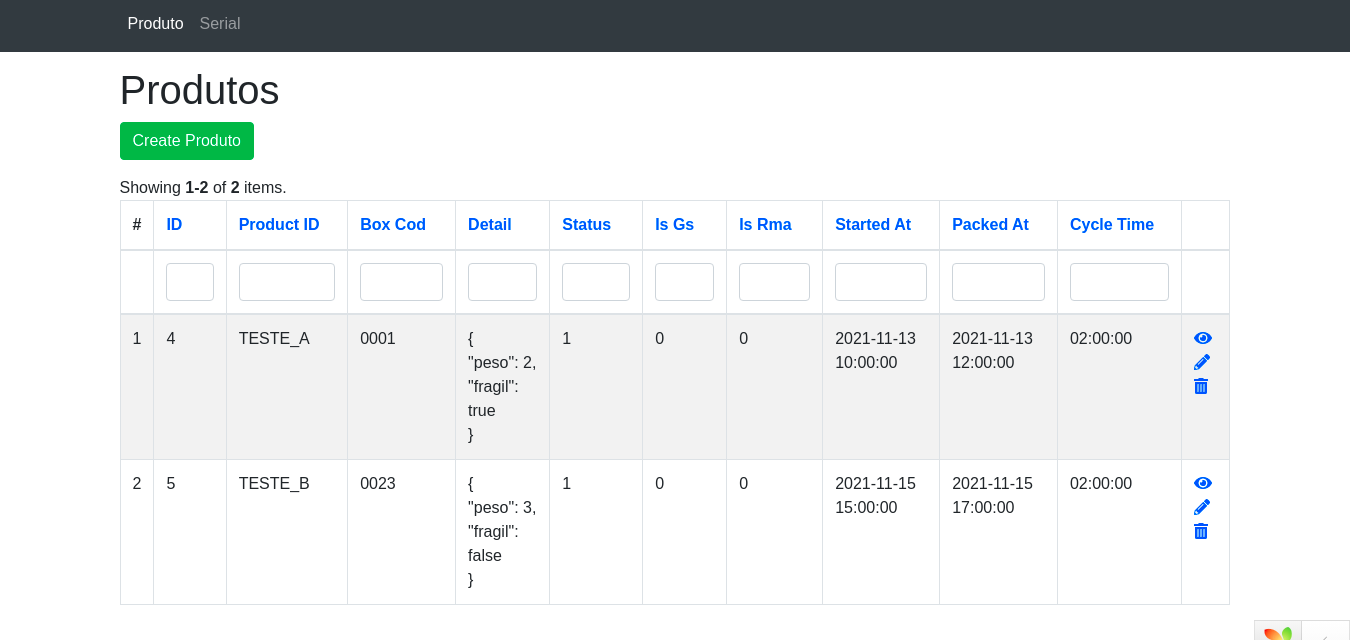 Produto Serial
Produtos
Create Produto
Showing 1-2 of 2 items.
# ID Product ID Box Cod Detail Status Is Gs Is Rma Started At Packed At Cycle Time
1 4 TESTE_A 0001 { 1 0 0 2021-11-13 2021-11-13 02:00:00
"peso": 2, 10:00:00 12:00:00
"fragil":
true
}
2 5 TESTE_B 0023 { 1 0 0 2021-11-15 2021-11-15 02:00:00
"peso": 3, 15:00:00 17:00:00
"fragil":
false
}